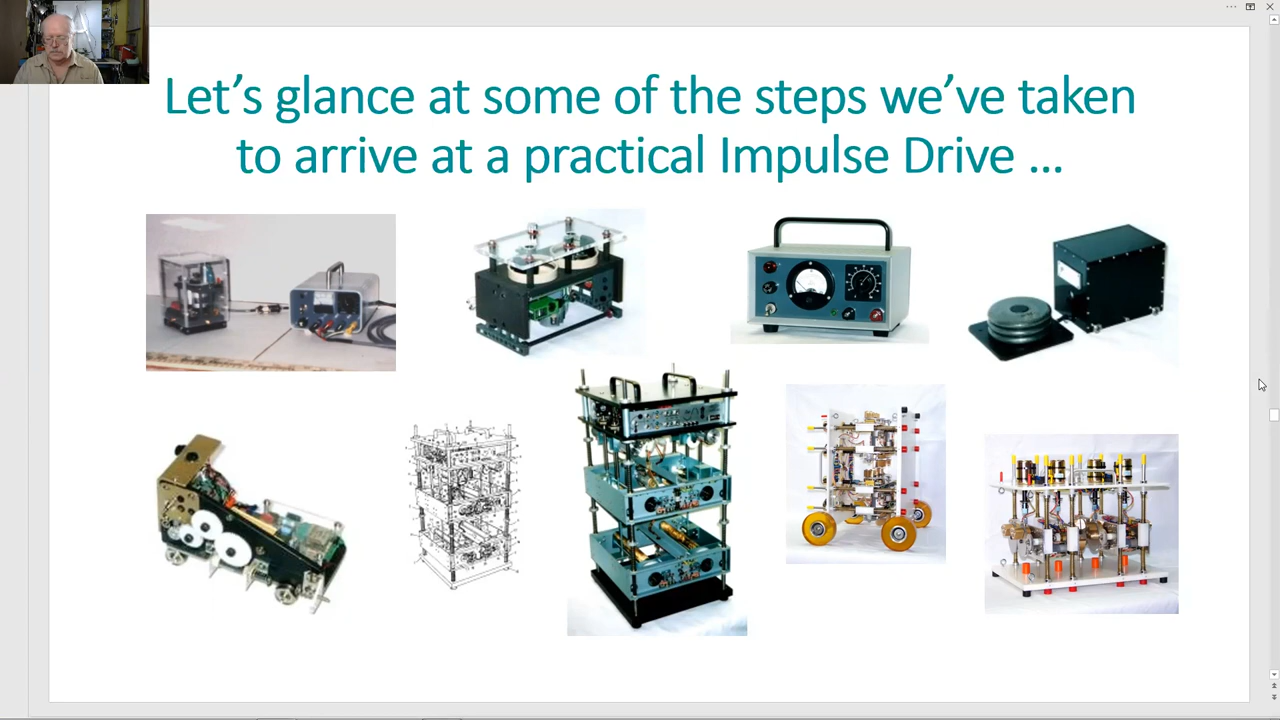 Let’s glance at some of the steps we’ve taken
to arrive at a practical Impulse Drive ...